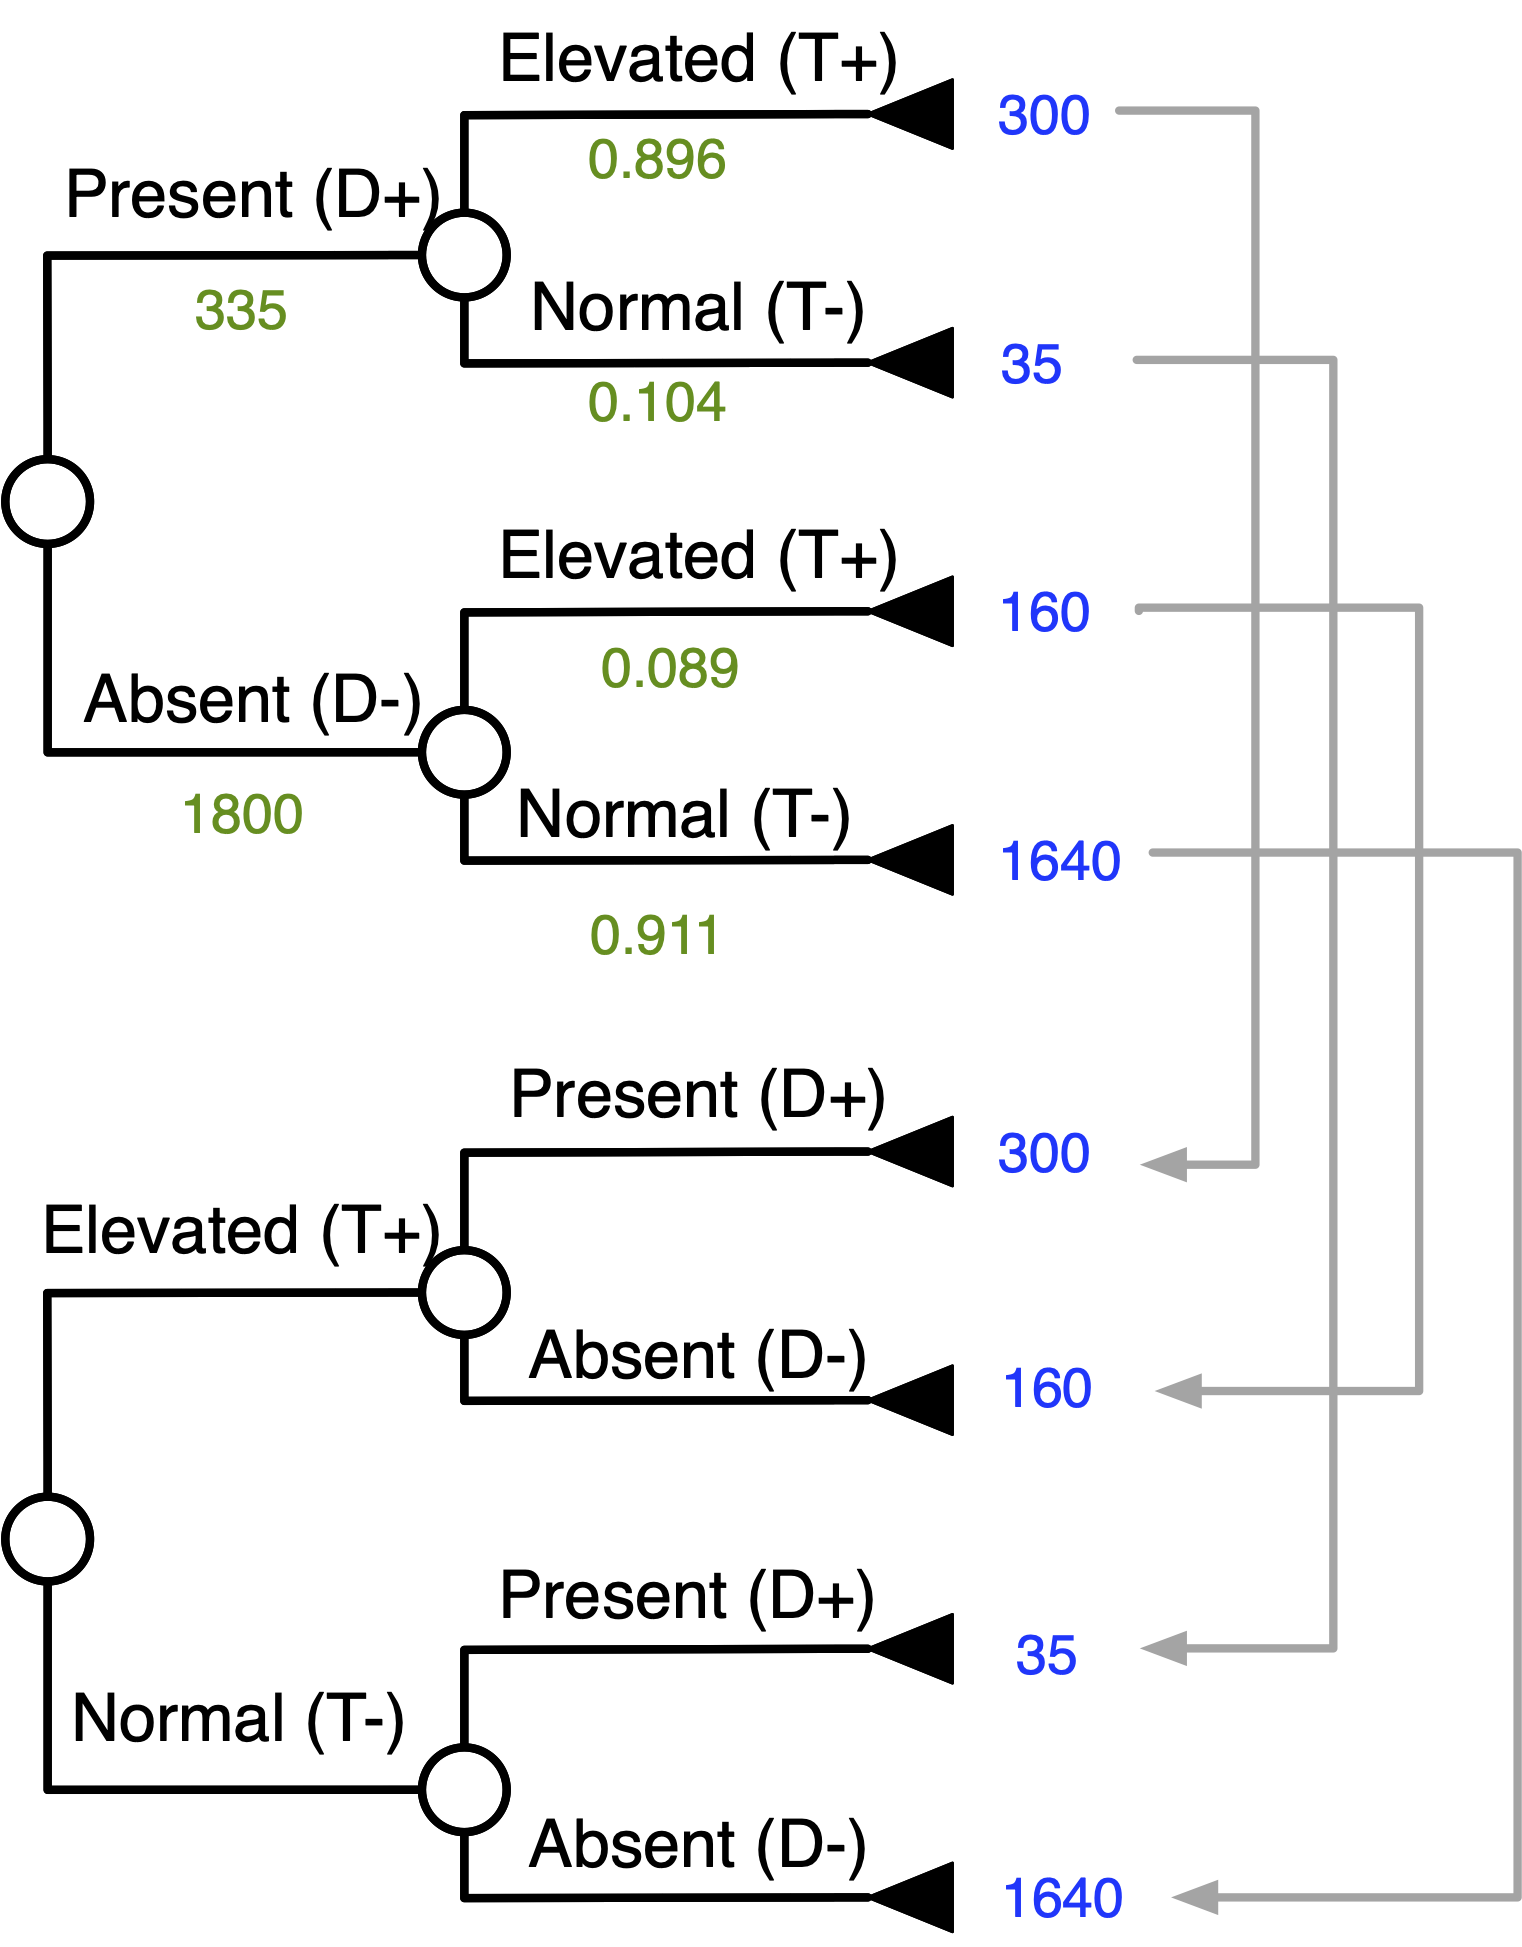 Elevated (T+)
300
0.896
Present (D+)
335
Normal (T-)
35
0.104
Elevated (T+)
160
0.089
Absent (D-)
1800
Normal (T-)
1640
0.911
Present (D+)
300
Elevated (T+)
Absent (D-)
160
Present (D+)
35
Normal (T-)
Absent (D-)
1640